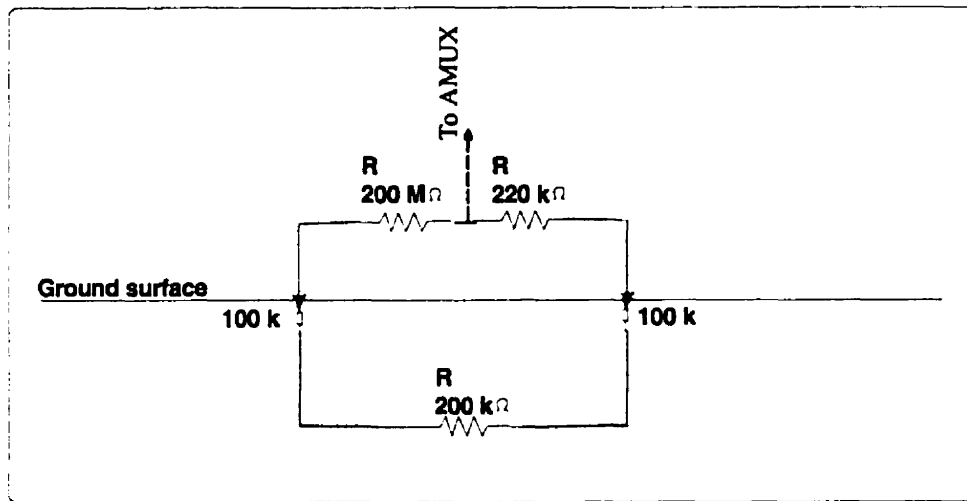 To AMUX
R
200 MΩ
R
220 kΩ
Ground surface
100 k
100 k
R
200 kΩ